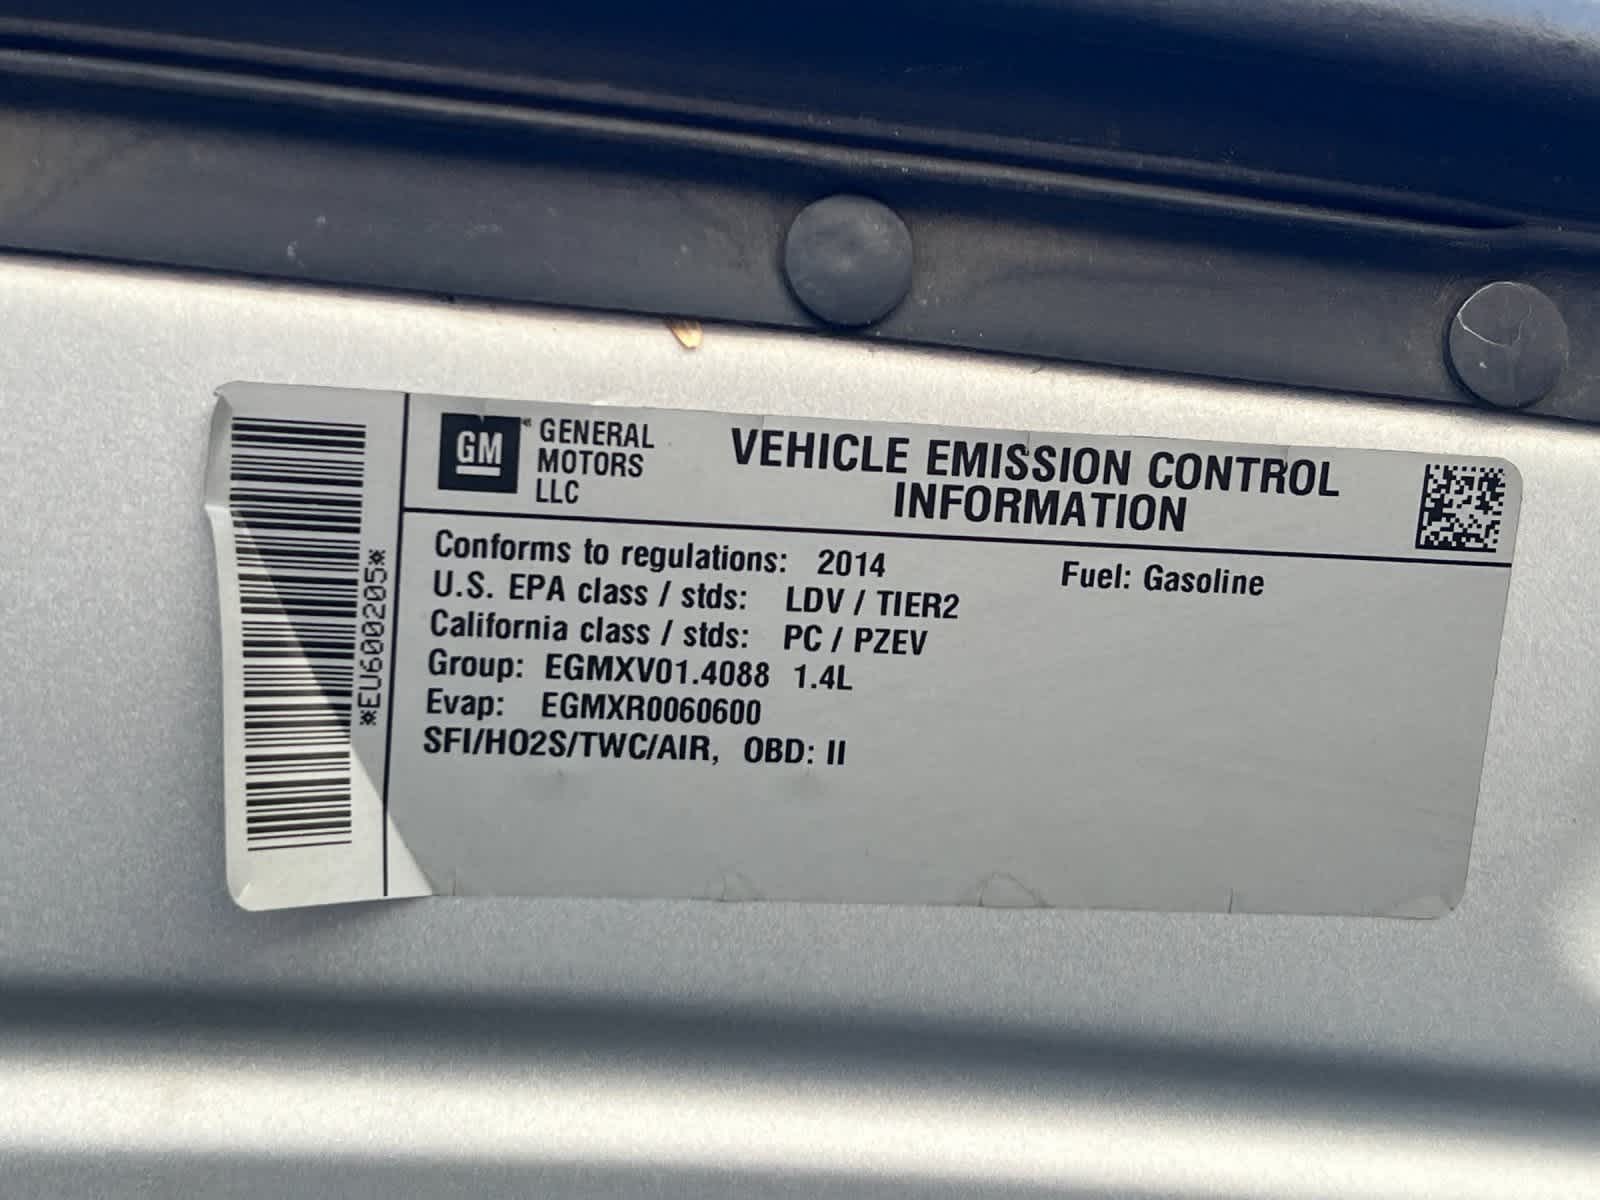 GM GENERAL
MOTORS
LLC
VEHICLE EMISSION CONTROL
INFORMATION
Conforms to regulations: 2014 Fuel: Gasoline
U.S. EPA class / stds: LDV / TIER2
California class / stds: PC / PZEV
Group: EGMXV01.4088 1.4L
Evap: EGMXR0060600
SFI/HO2S/TWC/AIR, OBD: II
*EU600205*